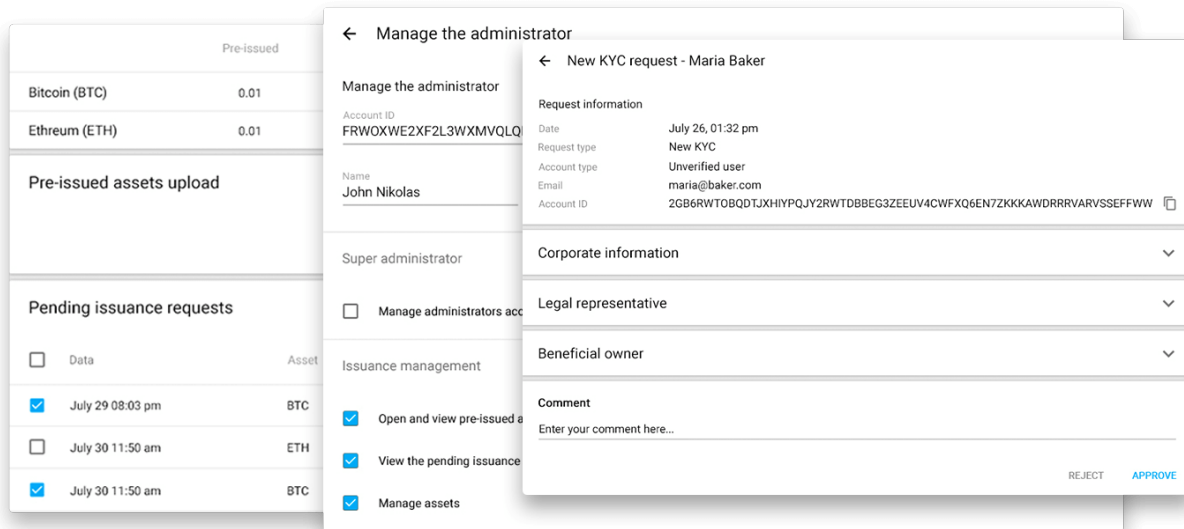 Pre-issued
Bitcoin (BTC) 0.01
Ethreum (ETH) 0.01
Pre-issued assets upload
Pending issuance requests
Data Asset
July 29 08:03 pm BTC
July 30 11:50 am ETH
July 30 11:50 am BTC
Manage the administrator
Manage the administrator
Account ID
FRWOXWE2XF2L3WXMVQLQ
Name
John Nikolas
Super administrator
Manage administrators acc
Issuance management
Open and view pre-issued a
View the pending issuance
Manage assets
New KYC request - Maria Baker
Request information
Date July 26, 01:32 pm
Request type New KYC
Account type Unverified user
Email maria@baker.com
Account ID 2GB6RWTOBQDTJXHIYPQJY2RWTDBBEG3ZEEUV4CWFXQ6EN7ZKKKAWDRRRVARVSSEFFWW
Corporate information
Legal representative
Beneficial owner
Comment
Enter your comment here...
REJECT APPROVE